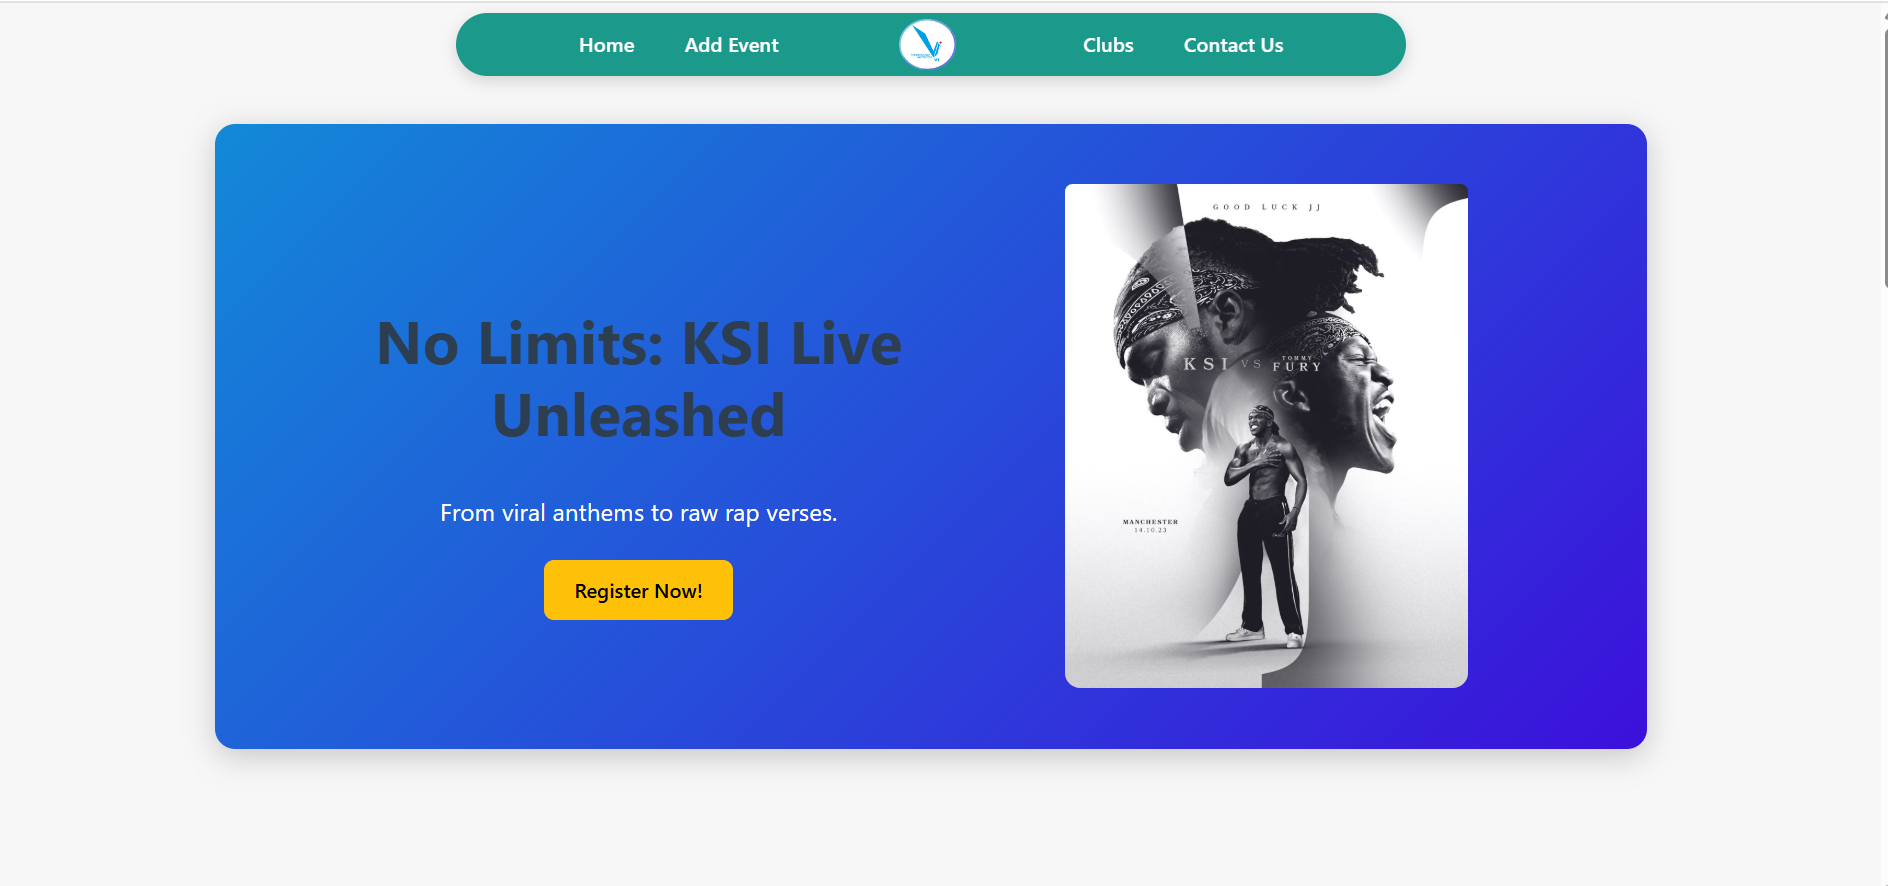 Home Add Event Clubs Contact Us
No Limits: KSI Live
Unleashed
From viral anthems to raw rap verses.
Register Now!
GOOD LUCK JJ
KSI VS TOMMY FURY
MANCHESTER
14.10.23